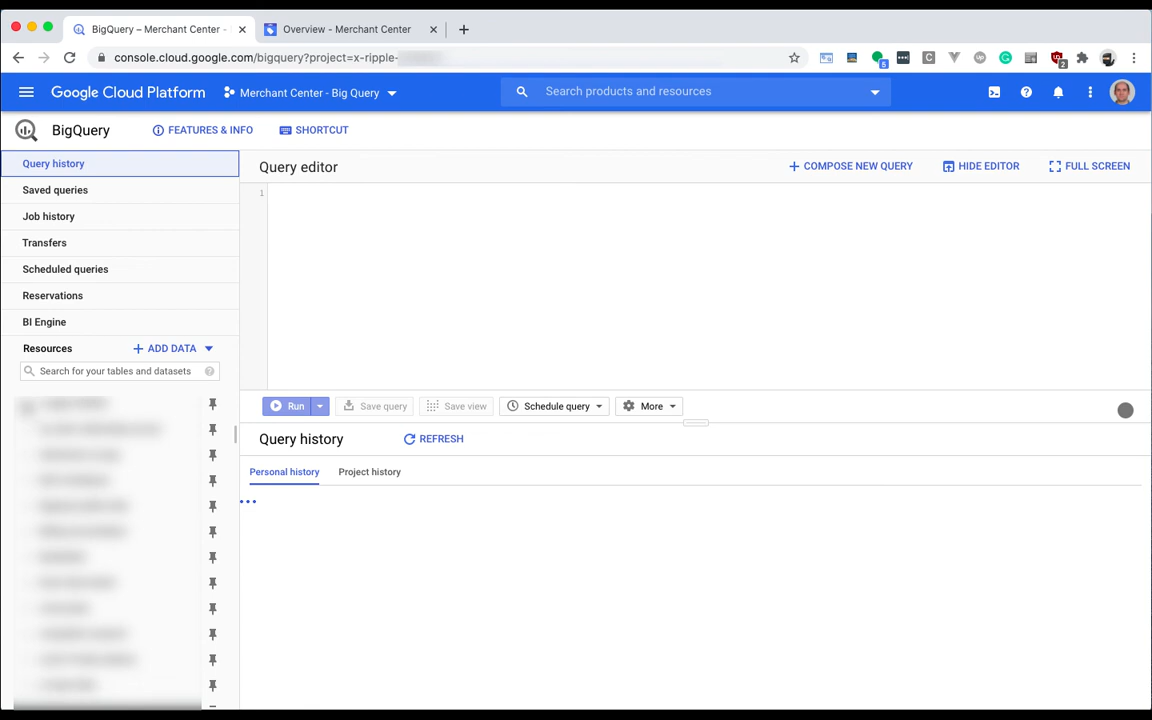 BigQuery – Merchant Center -
Overview - Merchant Center
console.cloud.google.com/bigquery?project=x-ripple-
5
2
Google Cloud Platform
Merchant Center - Big Query
Search products and resources
BigQuery
FEATURES & INFO
SHORTCUT
Query history
Query editor
COMPOSE NEW QUERY
HIDE EDITOR
FULL SCREEN
1
Saved queries
Job history
Transfers
Scheduled queries
Reservations
BI Engine
Resources
ADD DATA
Search for your tables and datasets
Run
Save query
Save view
Schedule query
More
Query history
REFRESH
Personal history
Project history